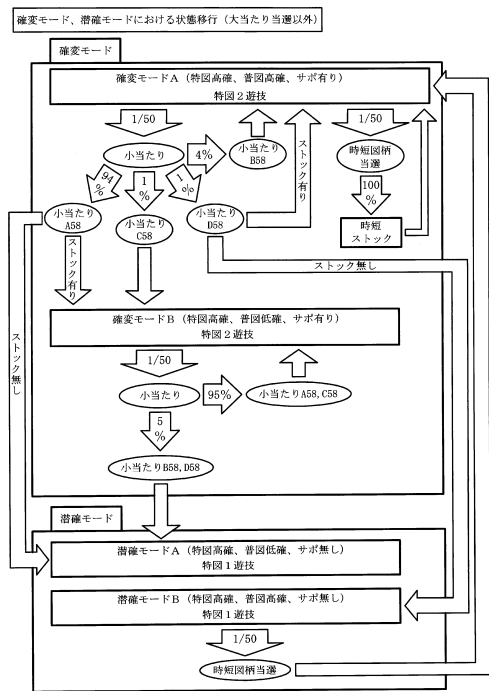 確変モード、潜確モードにおける状態移行（大当たり当選以外）
確変モード
確変モードA（特図高確、普図高確、サポ有り）
特図2遊技
1/50
1/50
小当たり
4%
小当たり
B58
時短図柄
当選
94
%
1
%
1
%
ストック有り
100
%
小当たり
A58
小当たり
C58
小当たり
D58
時短
ストック
ストック有り
ストック無し
ストック無し
確変モードB（特図高確、普図低確、サポ有り）
特図2遊技
1/50
小当たり
95%
小当たりA58,C58
5
%
小当たりB58,D58
潜確モード
潜確モードA（特図高確、普図低確、サポ無し）
特図1遊技
潜確モードB（特図高確、普図高確、サポ無し）
特図1遊技
1/50
時短図柄当選